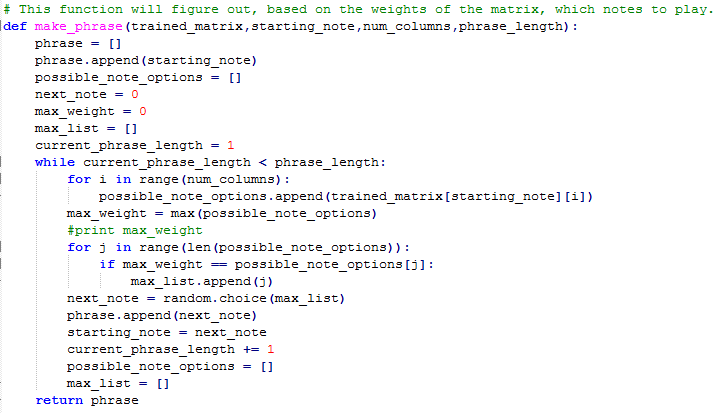 # This function will figure out, based on the weights of the matrix, which notes to play.
def make_phrase(trained_matrix,starting_note,num_columns,phrase_length):
    phrase = []
    phrase.append(starting_note)
    possible_note_options = []
    next_note = 0
    max_weight = 0
    max_list = []
    current_phrase_length = 1
    while current_phrase_length < phrase_length:
        for i in range(num_columns):
            possible_note_options.append(trained_matrix[starting_note][i])
        max_weight = max(possible_note_options)
        #print max_weight
        for j in range(len(possible_note_options)):
            if max_weight == possible_note_options[j]:
                max_list.append(j)
        next_note = random.choice(max_list)
        phrase.append(next_note)
        starting_note = next_note
        current_phrase_length += 1
        possible_note_options = []
        max_list = []
    return phrase